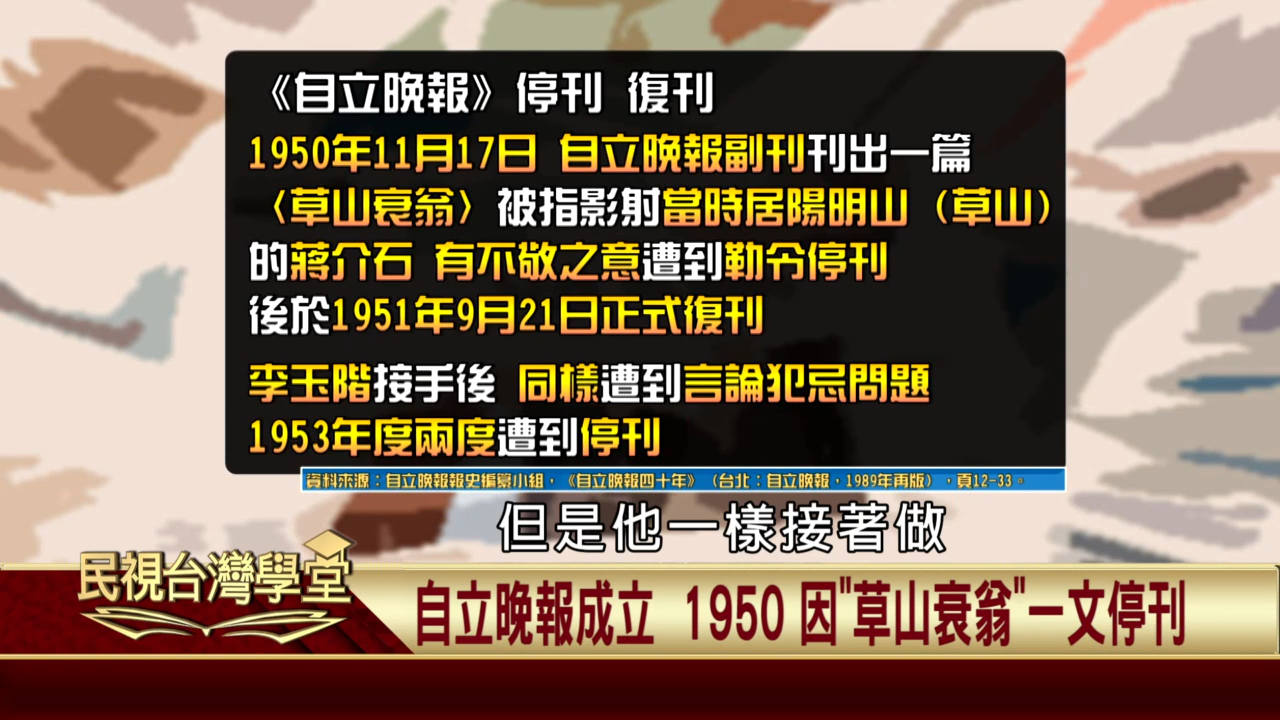 《自立晚報》停刊 復刊
1950年11月17日 自立晚報副刊刊出一篇
〈草山衰翁〉被指影射當時居陽明山（草山）
的蔣介石 有不敬之意遭到勒令停刊
後於1951年9月21日正式復刊
李玉階接手後 同樣遭到言論犯忌問題
1953年度兩度遭到停刊
資料來源：自立晚報報史編纂小組，《自立晚報四十年》（台北：自立晚報，1989年再版），頁12-33。
但是他一樣接著做
民視台灣學堂
自立晚報成立 1950 因"草山衰翁"一文停刊